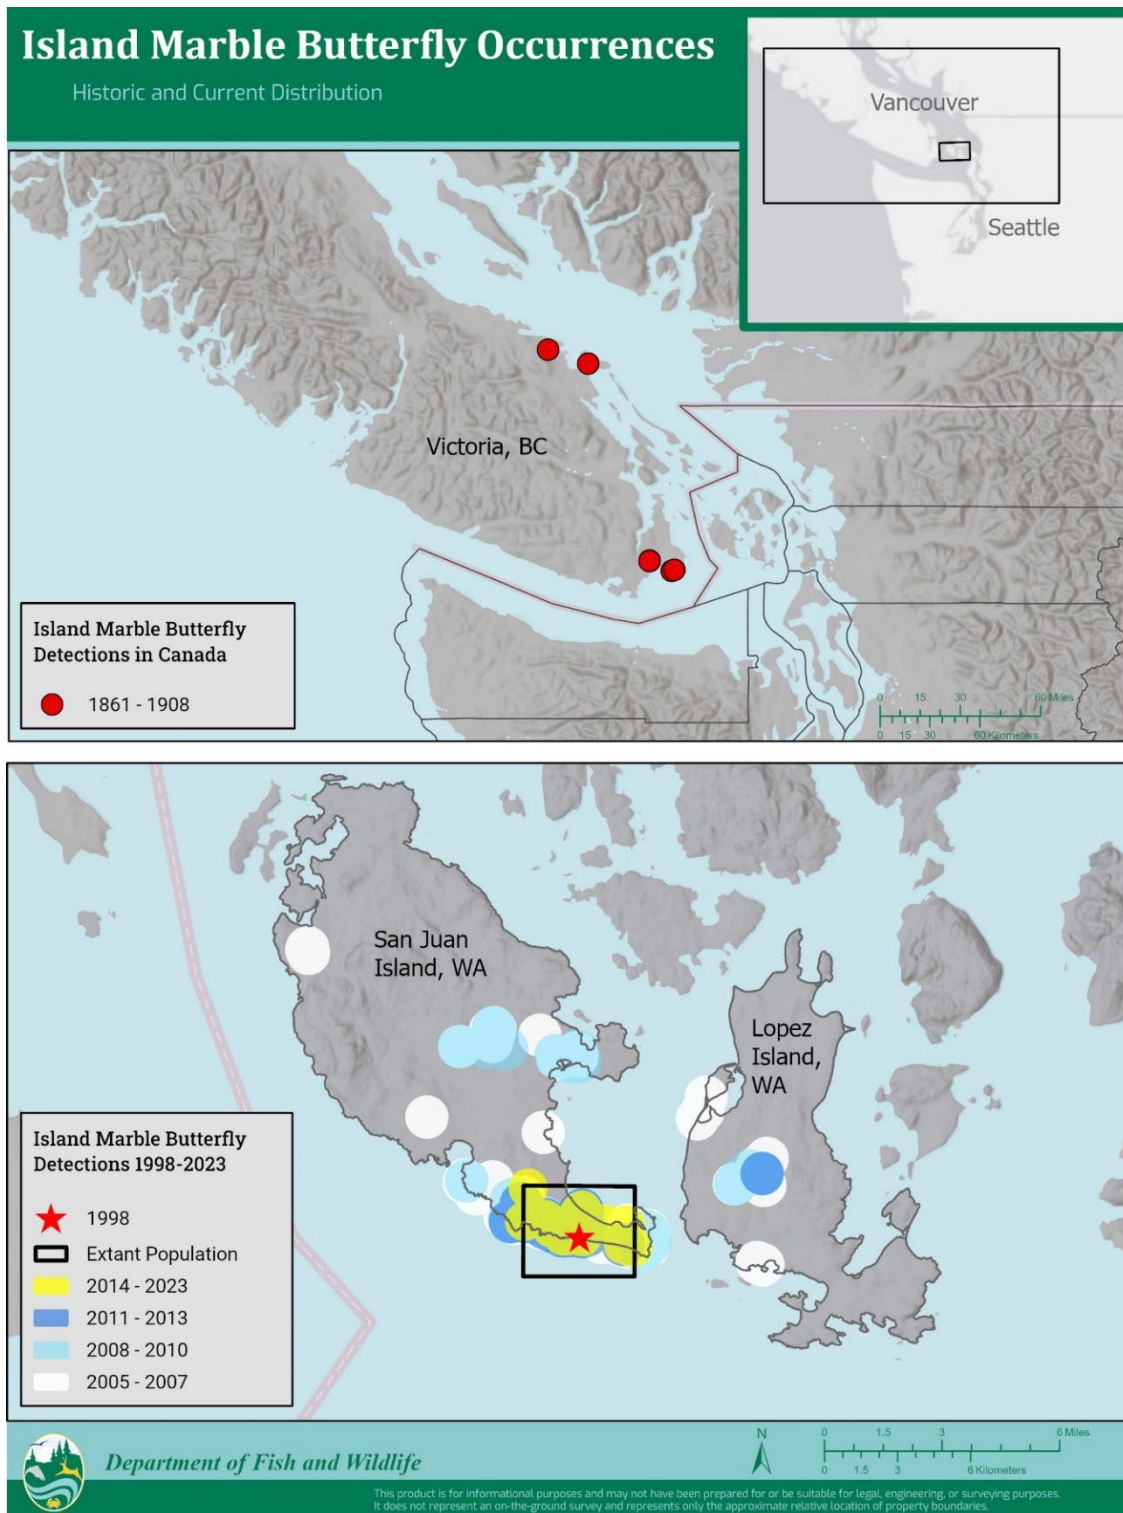 Island Marble Butterfly Occurrences
Historic and Current Distribution
Vancouver
Seattle
Victoria, BC
Island Marble Butterfly
Detections in Canada
1861 - 1908
0 15 30 60 Miles
0 15 30 60 Kilometers
San Juan
Island, WA
Lopez
Island,
WA
Island Marble Butterfly
Detections 1998-2023
1998
Extant Population
2014 - 2023
2011 - 2013
2008 - 2010
2005 - 2007
Department of Fish and Wildlife
N
0 1.5 3 6 Miles
0 1.5 3 6 Kilometers
This product is for informational purposes and may not have been prepared for or be suitable for legal, engineering, or surveying purposes.
It does not represent an on-the-ground survey and represents only the approximate relative location of property boundaries.